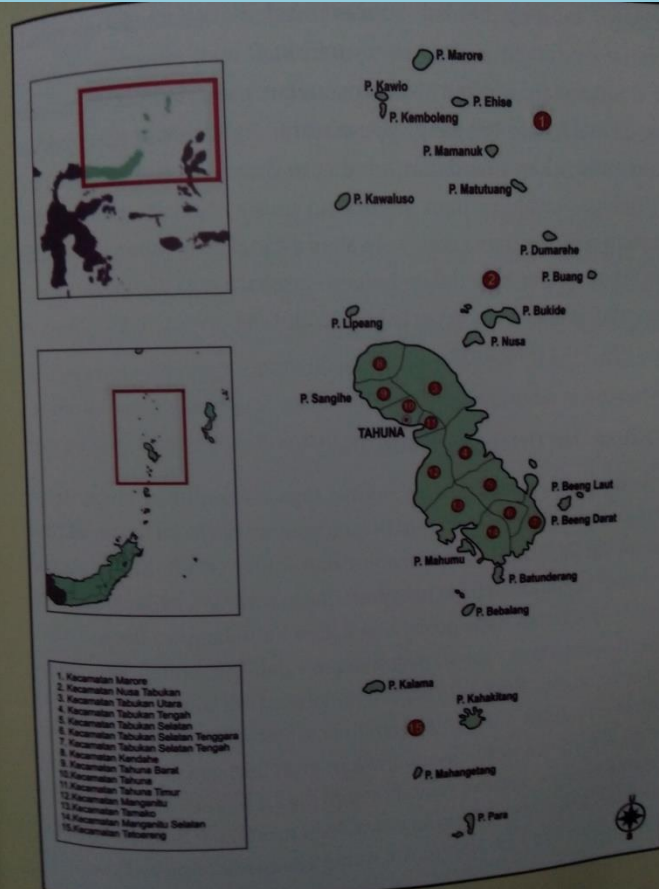 P. Marore
P. Kawio
P. Ehise
P. Kemboleng
1
P. Mamanuk
P. Matutuang
P. Kawaluso
P. Dumarehe
P. Buang
2
P. Bukide
P. Lipeang
P. Nusa
P. Sangihe
TAHUNA
P. Beeng Laut
P. Beeng Darat
P. Mahumu
P. Batunderang
P. Bebalang
P. Kalama
P. Kahakitang
15
P. Mahangetang
P. Para
1. Kecamatan Marore
2. Kecamatan Nusa Tabukan
3. Kecamatan Tabukan Utara
4. Kecamatan Tabukan Tengah
5. Kecamatan Tabukan Selatan
6. Kecamatan Tabukan Selatan Tenggara
7. Kecamatan Tabukan Selatan Tengah
8. Kecamatan Kendahe
9. Kecamatan Tahuna Barat
10.Kecamatan Tahuna
11.Kecamatan Tahuna Timur
12.Kecamatan Manganitu
13.Kecamatan Tamako
14.Kecamatan Manganitu Selatan
15.Kecamatan Tatoareng